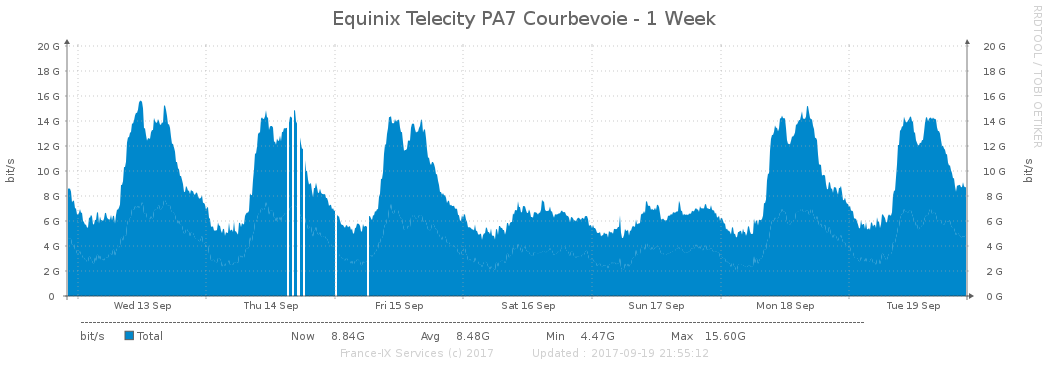 Equinix Telecity PA7 Courbevoie - 1 Week
RRDTOOL / TOBI OETIKER
bit/s
20 G 20 G
18 G 18 G
16 G 16 G
14 G 14 G
12 G 12 G
10 G 10 G
8 G 8 G
6 G 6 G
4 G 4 G
2 G 2 G
0 0 G
bit/s
Wed 13 Sep Thu 14 Sep Fri 15 Sep Sat 16 Sep Sun 17 Sep Mon 18 Sep Tue 19 Sep
bit/s Total Now 8.84G Avg 8.48G Min 4.47G Max 15.60G
France-IX Services (c) 2017 Updated : 2017-09-19 21:55:12